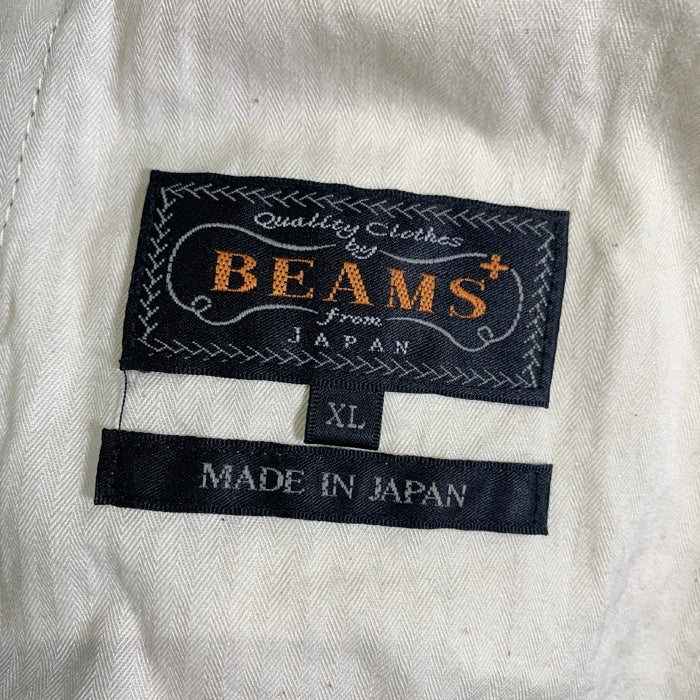 Quality Clothes
by
BEAMS+
from
JAPAN
XL
MADE IN JAPAN